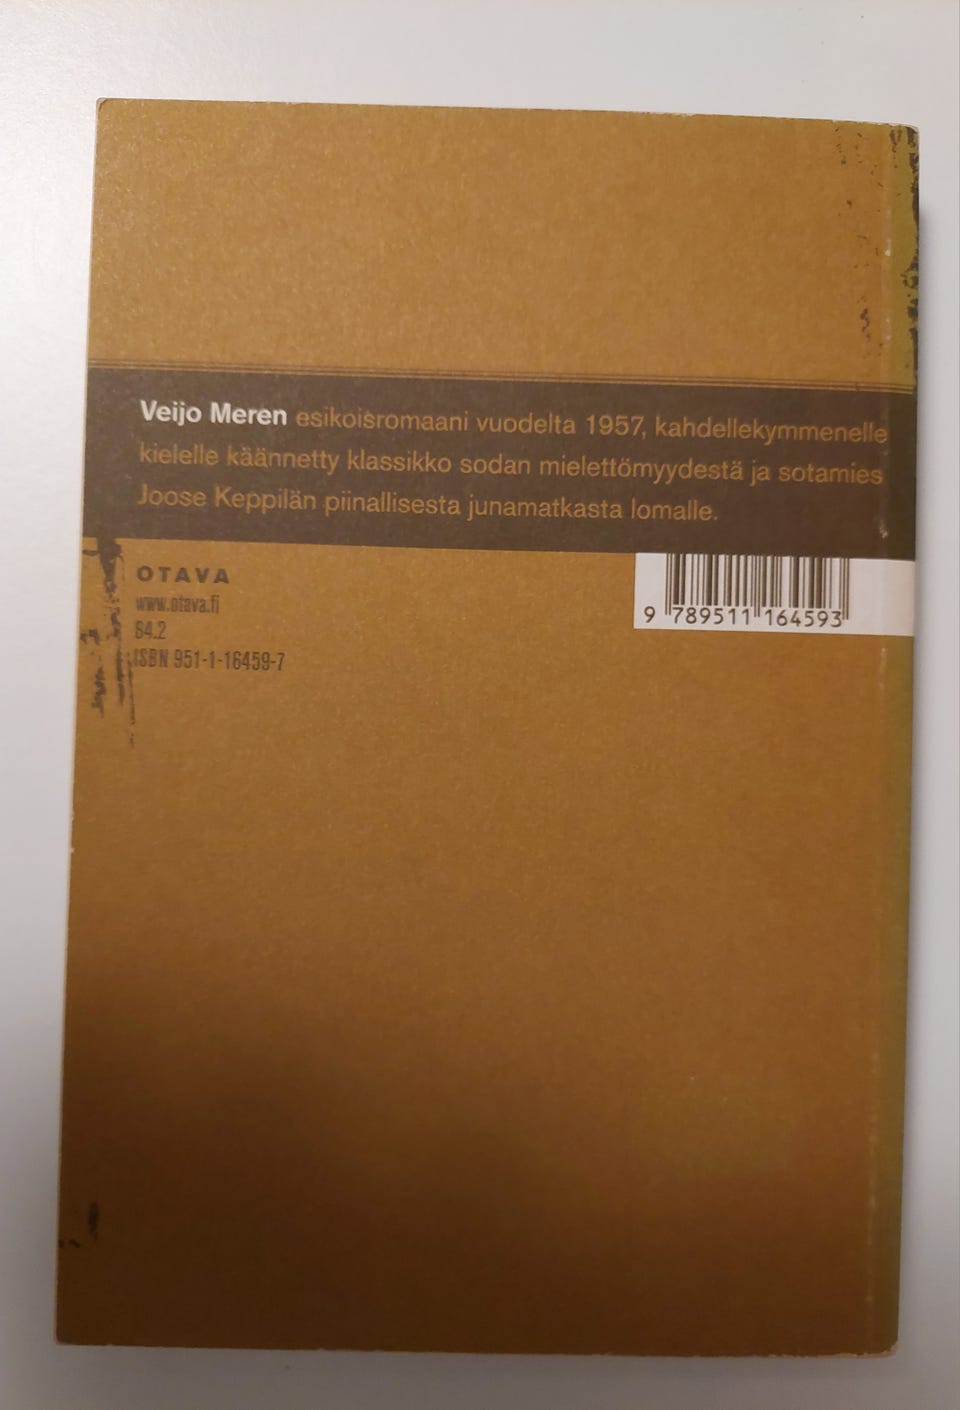 Veijo Meren esikoisromaani vuodelta 1957, kahdellekymmenelle
kielelle käännetty klassikko sodan mielettömyydestä ja sotamies
Joose Keppilän piinallisesta junamatkasta lomalle.
OTAVA
www.otava.fi
84.2
ISBN 951-1-16459-7
9 789511 164593